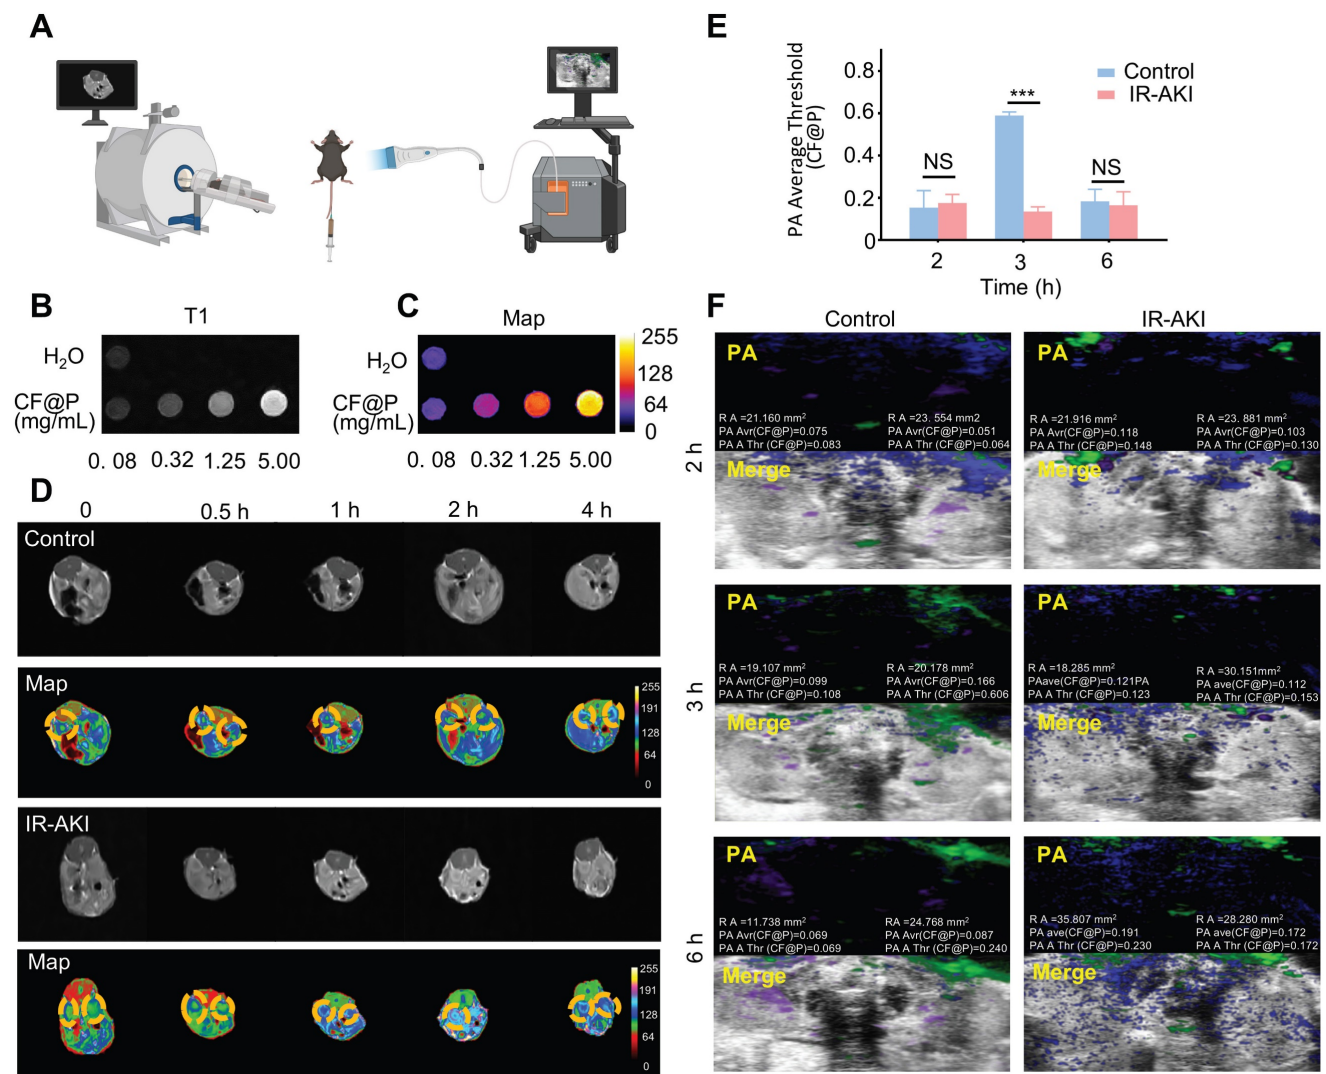 A
E
PA Average Threshold
(CF@P)
0.8
0.6
0.4
0.2
0
NS
***
NS
Control
IR-AKI
2
3
6
Time (h)
B
T1
H2O
CF@P
(mg/mL)
0. 08
0.32
1.25
5.00
C
Map
H2O
CF@P
(mg/mL)
0. 08
0.32
1.25
5.00
255
128
64
0
D
0
0.5 h
1 h
2 h
4 h
Control
Map
255
191
128
64
0
IR-AKI
Map
255
191
128
64
0
F
Control
IR-AKI
2 h
PA
R A =21.160 mm2
PA Avr(CF@P)=0.075
PA A Thr (CF@P)=0.083
R A =23. 554 mm2
PA Avr(CF@P)=0.051
PA A Thr (CF@P)=0.064
Merge
PA
R A =21.916 mm2
PA Avr(CF@P)=0.118
PA A Thr (CF@P)=0.148
R A =23. 881 mm2
PA Avr(CF@P)=0.103
PA A Thr (CF@P)=0.130
Merge
3 h
PA
R A =19.107 mm2
PA Avr(CF@P)=0.099
PA A Thr (CF@P)=0.108
R A =20.178 mm2
PA Avr(CF@P)=0.166
PA A Thr (CF@P)=0.606
Merge
PA
R A =18.285 mm2
PAave(CF@P)=0.121PA
PA A Thr (CF@P)=0.123
R A =30.151mm2
PA ave(CF@P)=0.112
PA A Thr (CF@P)=0.153
Merge
6 h
PA
R A=11.738 mm2
PA Avr(CF@P)=0.069
PA A Thr (CF@P)=0.069
R A =24.768 mm2
PA Avr(CF@P)=0.087
PA A Thr (CF@P)=0.240
Merge
PA
R A=35.807 mm2
PA ave(CF@P)=0.191
PA A Thr (CF@P)=0.230
R A =28.280 mm2
PA ave(CF@P)=0.172
PA A Thr (CF@P)=0.172
Merge